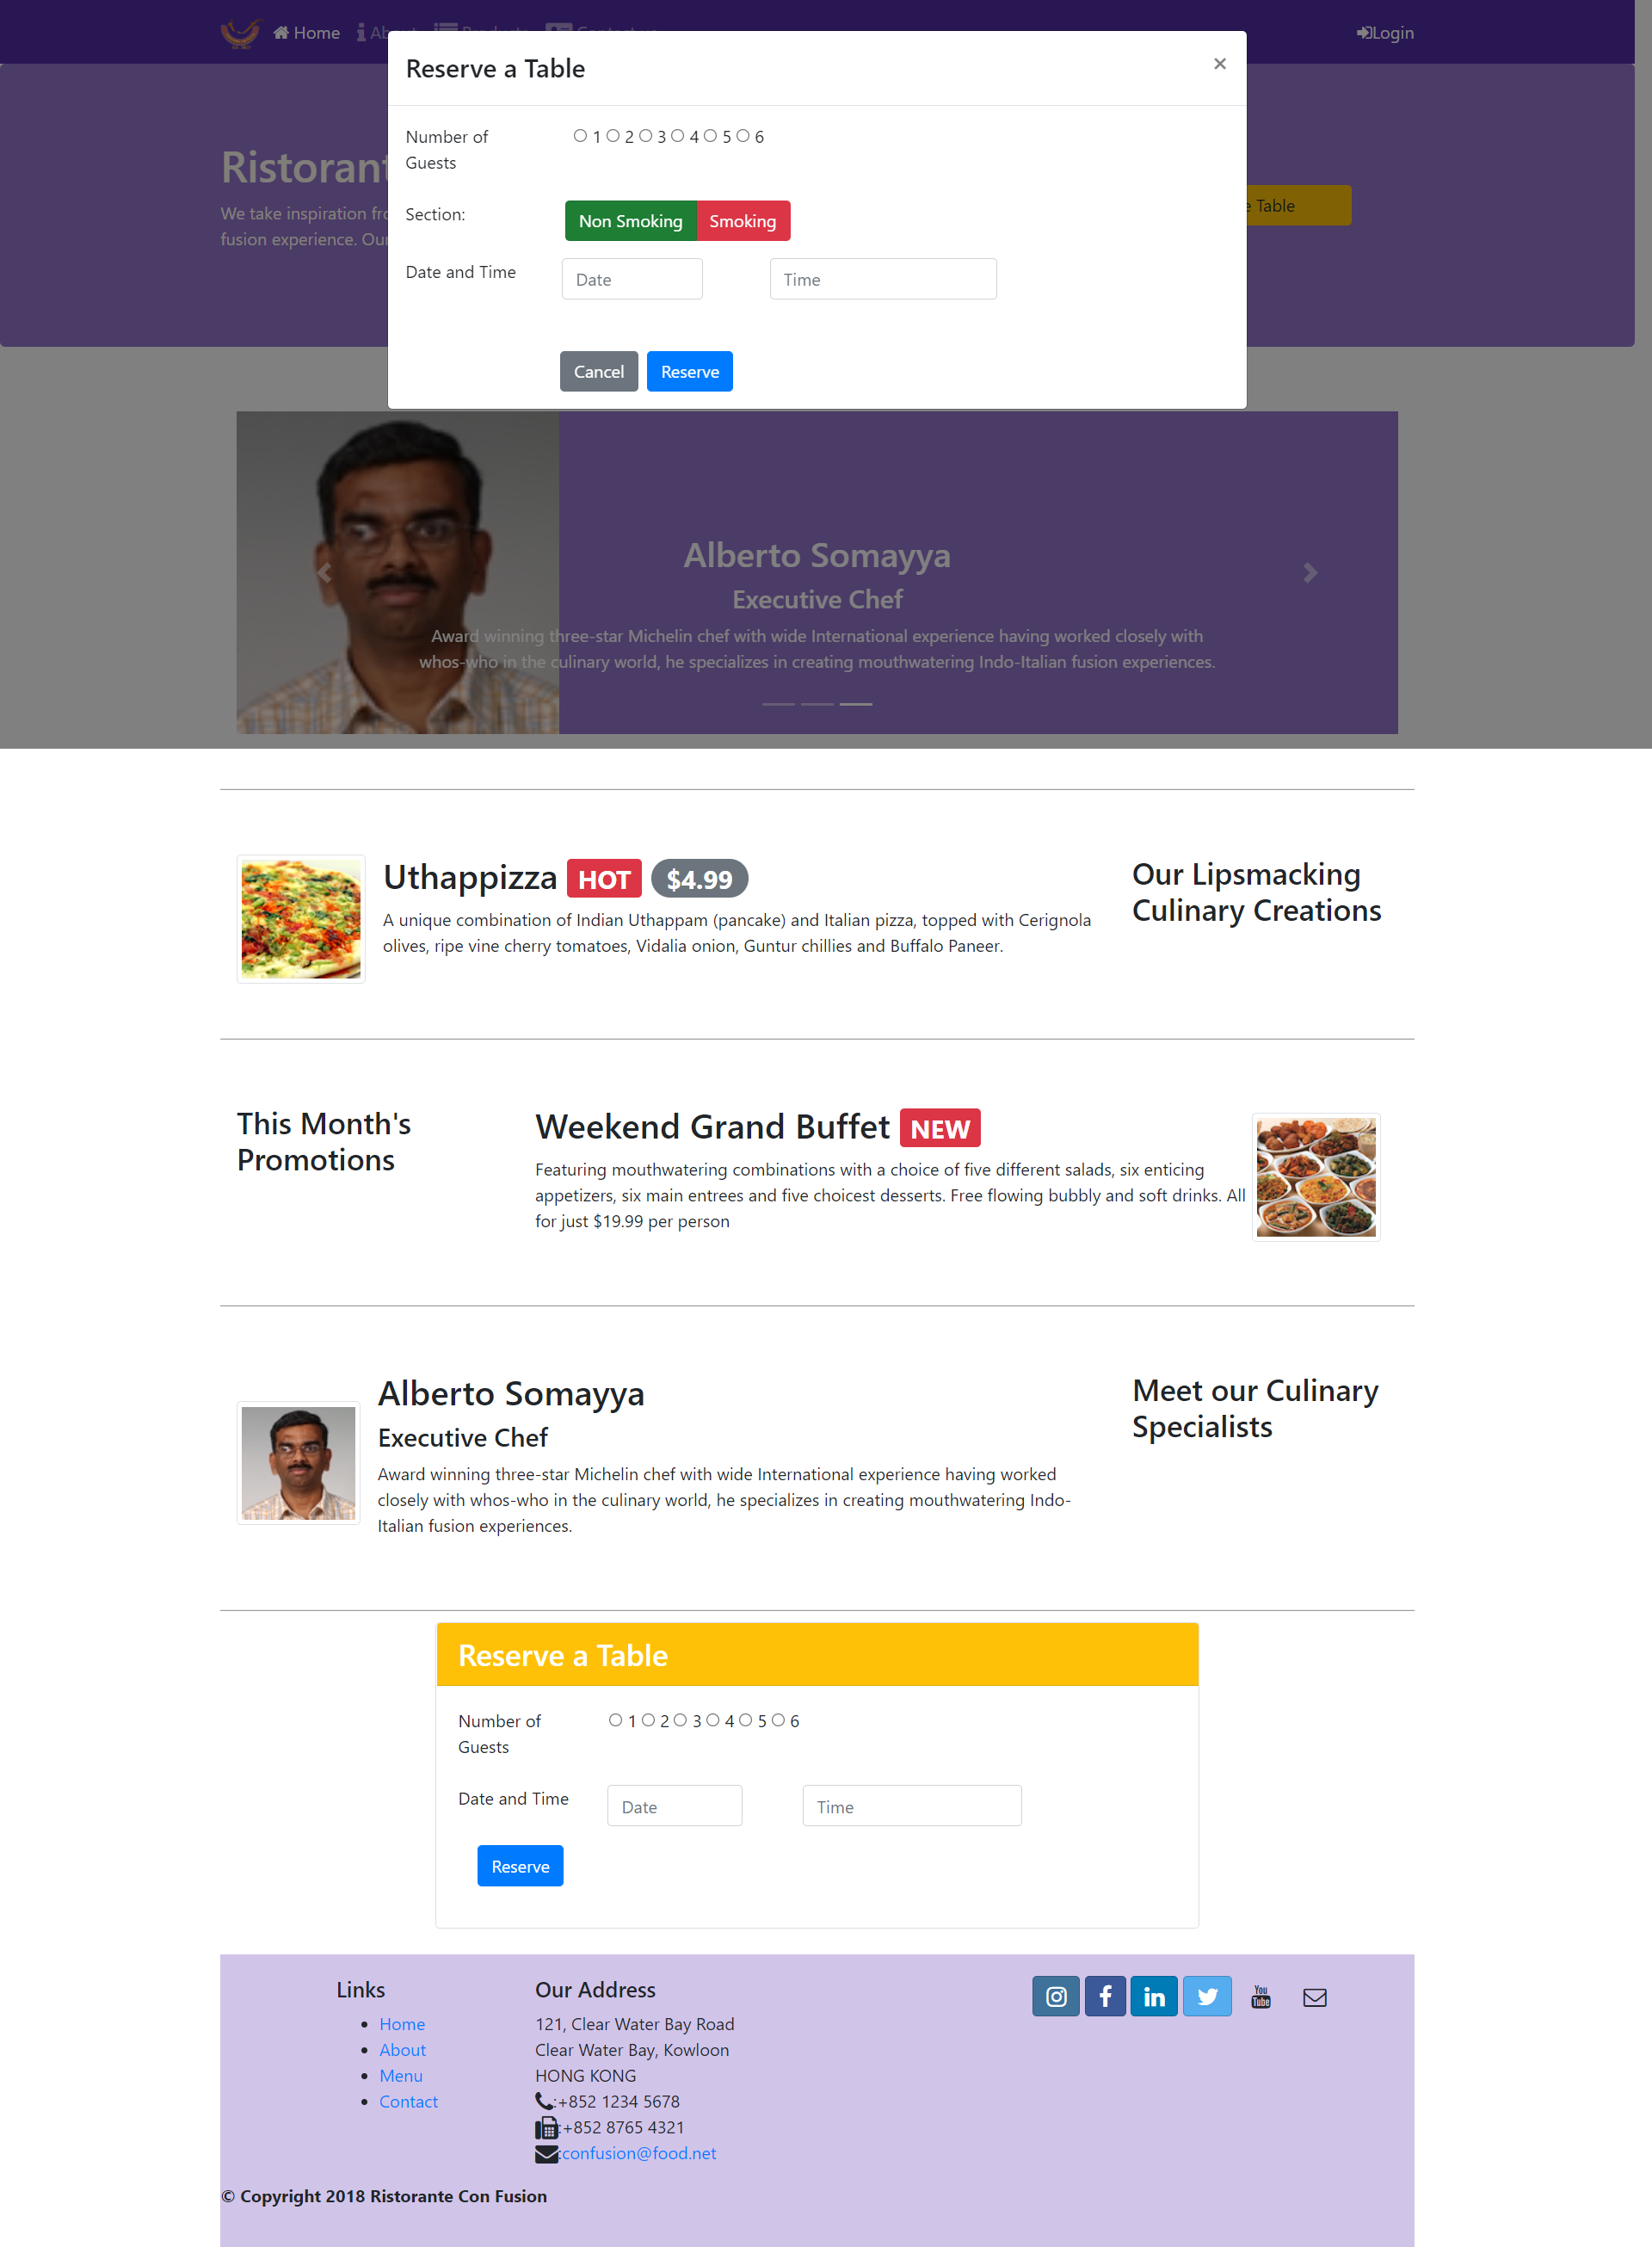 Home
Login
Reserve a Table
×
Number of
Guests
1 2 3 4 5 6
Section:
Non Smoking Smoking
Date and Time
Date
Time
Cancel Reserve
Ristorant
We take inspiration fr
fusion experience. Our
Table
Alberto Somayya
Executive Chef
Award winning three-star Michelin chef with wide International experience having worked closely with
whos-who in the culinary world, he specializes in creating mouthwatering Indo-Italian fusion experiences.
Uthappizza HOT $4.99
A unique combination of Indian Uthappam (pancake) and Italian pizza, topped with Cerignola
olives, ripe vine cherry tomatoes, Vidalia onion, Guntur chillies and Buffalo Paneer.
Our Lipsmacking
Culinary Creations
This Month's
Promotions
Weekend Grand Buffet NEW
Featuring mouthwatering combinations with a choice of five different salads, six enticing
appetizers, six main entrees and five choicest desserts. Free flowing bubbly and soft drinks. All
for just $19.99 per person
Alberto Somayya
Executive Chef
Award winning three-star Michelin chef with wide International experience having worked
closely with whos-who in the culinary world, he specializes in creating mouthwatering Indo-
Italian fusion experiences.
Meet our Culinary
Specialists
Reserve a Table
Number of
Guests
1 2 3 4 5 6
Date and Time
Date
Time
Reserve
Links
Home
About
Menu
Contact
Our Address
121, Clear Water Bay Road
Clear Water Bay, Kowloon
HONG KONG
:+852 1234 5678
:+852 8765 4321
:confusion@food.net
You
Tube
© Copyright 2018 Ristorante Con Fusion